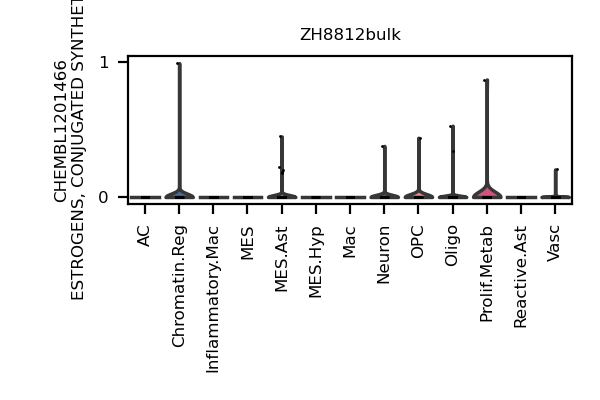 ZH8812bulk
CHEMBL1201466
ESTROGENS, CONJUGATED SYNTHET
1
0
AC
Chromatin.Reg
Inflammatory.Mac
MES
MES.Ast
MES.Hyp
Mac
Neuron
OPC
Oligo
Prolif.Metab
Reactive.Ast
Vasc